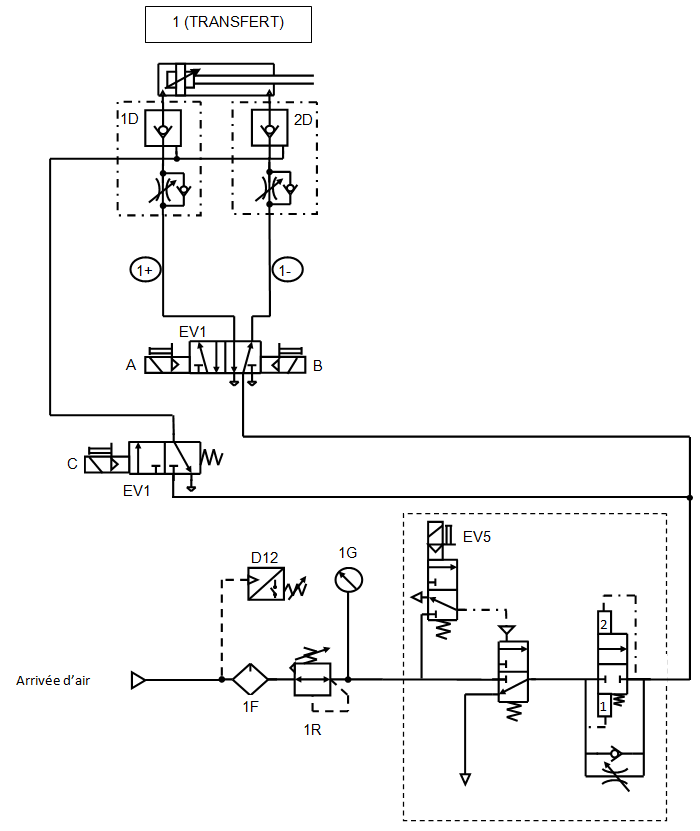 1 (TRANSFERT)
1D
2D
1+
1-
EV1
A
B
C
EV1
EV5
D12
1G
2
Arrivée d'air
1
1F
1R